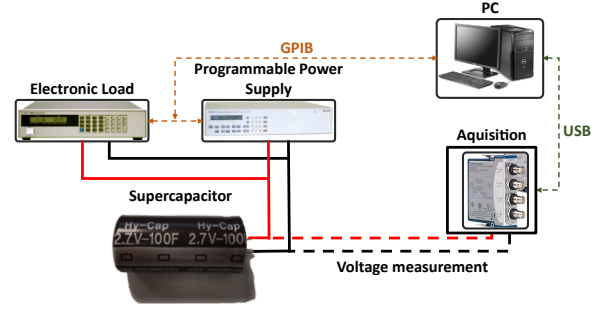 PC
GPIB
Programmable Power
Supply
Electronic Load
Aquisition
USB
Supercapacitor
Hy-Cap Hy-Cap
2.7V-100F 2.7V-100
Voltage measurement